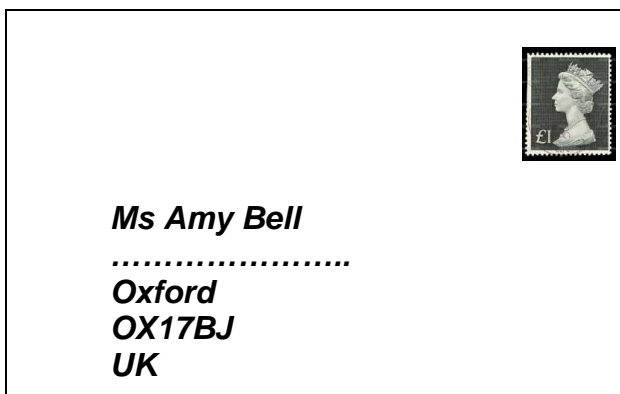 £1
Ms Amy Bell
…………………..
Oxford
OX17BJ
UK